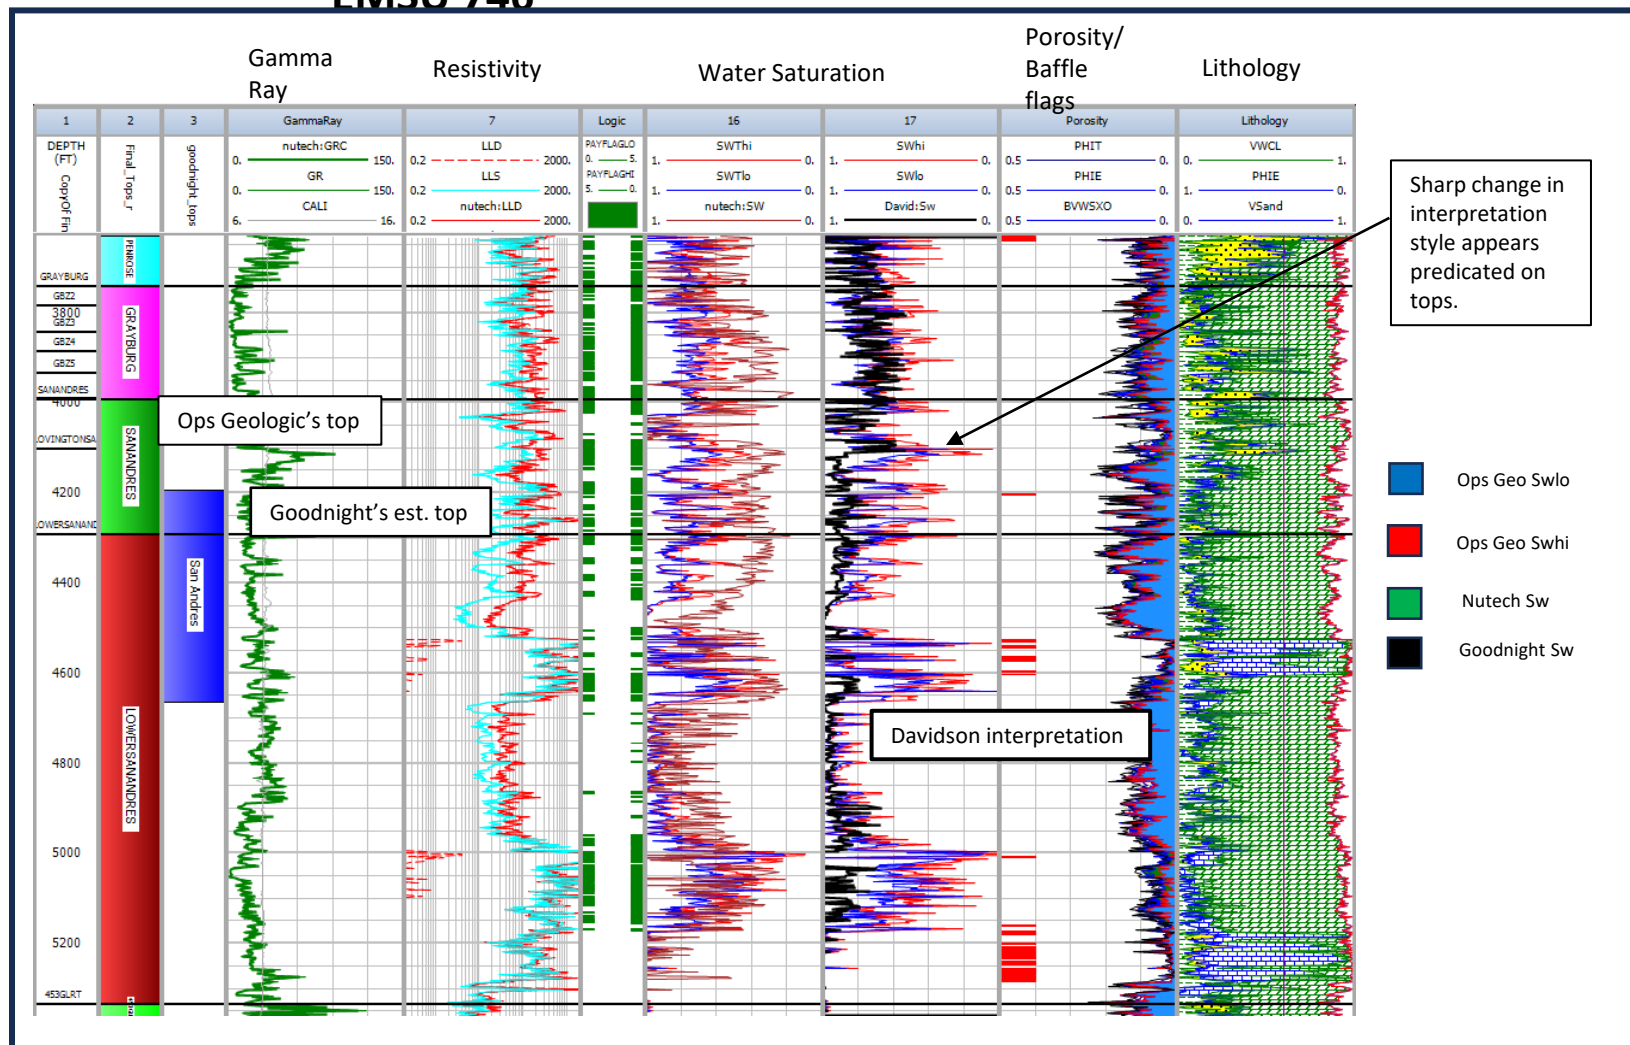 EMSU 746
Gamma
Ray
Resistivity
Water Saturation
Porosity/
Baffle
flags
Lithology
1
2
3
GammaRay
7
Logic
16
17
Porosity
Lithology
DEPTH
(FT)
CopyOf Fin
Final_Tops_r
goodnight_tops
0. nutech:GRC 150.
0. GR 150.
6. CALI 16.
0.2 LLD 2000.
0.2 LLS 2000.
0.2 nutech:LLD 2000.
PAYFLAGLO
0. 5.
PAYFLAGHI
5. 0.
1. SWThi 0.
1. SWTlo 0.
1. nutech:SW 0.
1. SWhi 0.
1. SWlo 0.
1. David:Sw 0.
0.5 PHIT 0.
0.5 PHIE 0.
0.5 BVWSXO 0.
0. VWCL 1.
1. PHIE 0.
0. VSand 1.
GRAYBURG
GBZ2
3800
GBZ3
GBZ4
GBZ5
SANANDRES
4000
OVINGTONSA
4200
OWERSANAND
4400
4600
4800
5000
5200
453GLRT
PENROSE
GRAYBURG
SANANDRES
LOWERSANANDRES
San Andres
Ops Geologic's top
Goodnight's est. top
Davidson interpretation
Sharp change in
interpretation
style appears
predicated on
tops.
Ops Geo Swlo
Ops Geo Swhi
Nutech Sw
Goodnight Sw